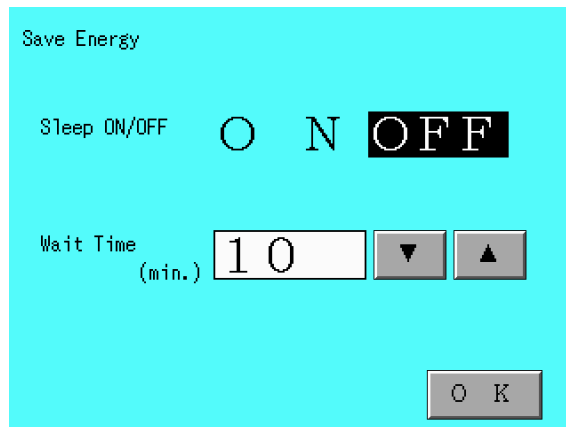 Save Energy
Sleep ON/OFF O N OFF
Wait Time
(min.) 10 ▼ ▲
O K